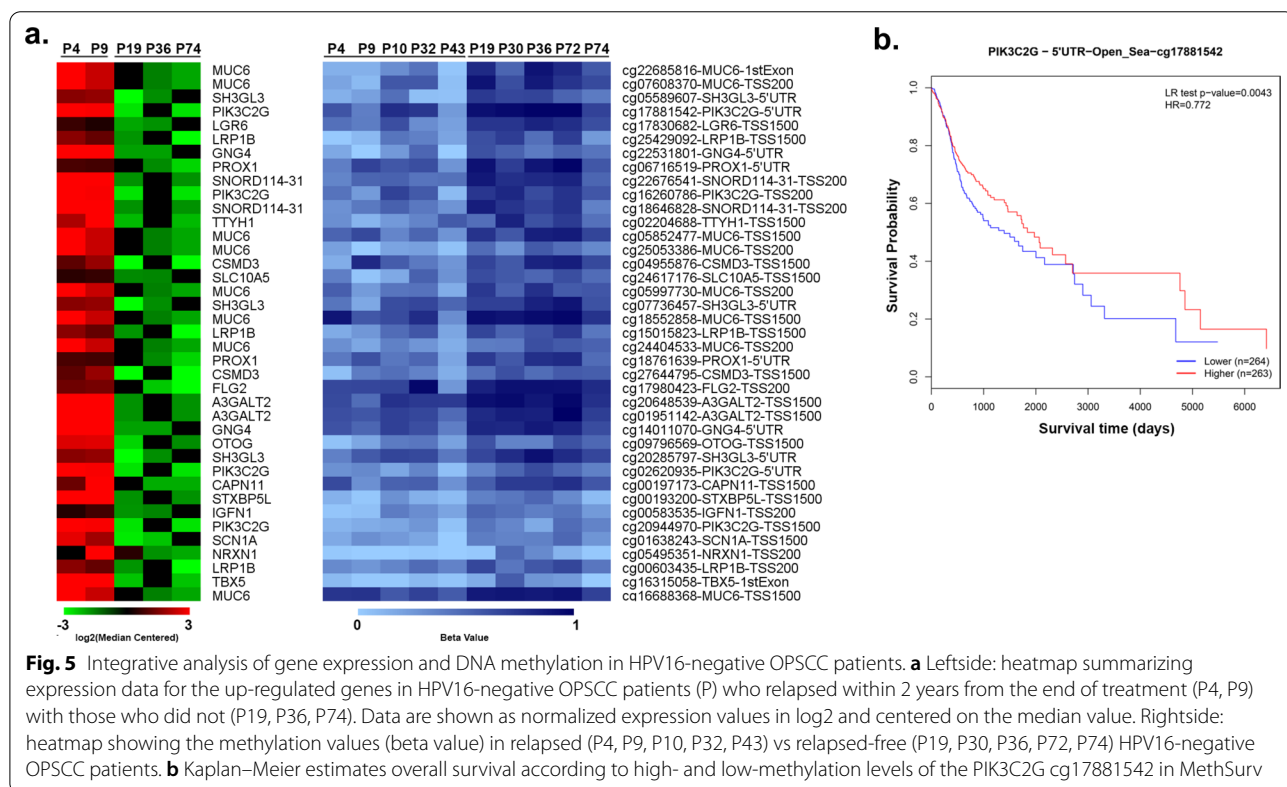 a.
P4 P9 P19 P36 P74
MUC6
MUC6
SH3GL3
PIK3C2G
LGR6
LRP1B
GNG4
PROX1
SNORD114-31
PIK3C2G
SNORD114-31
TTYH1
MUC6
MUC6
CSMD3
SLC10A5
MUC6
SH3GL3
MUC6
LRP1B
MUC6
PROX1
CSMD3
FLG2
A3GALT2
A3GALT2
GNG4
OTOG
SH3GL3
PIK3C2G
CAPN11
STXBP5L
IGFN1
PIK3C2G
SCN1A
NRXN1
LRP1B
TBX5
MUC6
-3 3
log2(Median Centered)
P4 P9 P10 P32 P43 P19 P30 P36 P72 P74
cg22685816-MUC6-1stExon
cg07608370-MUC6-TSS200
cg05589607-SH3GL3-5'UTR
cg17881542-PIK3C2G-5'UTR
cg17830682-LGR6-TSS1500
cg25429092-LRP1B-TSS1500
cg22531801-GNG4-5'UTR
cg06716519-PROX1-5'UTR
cg22676541-SNORD114-31-TSS200
cg16260786-PIK3C2G-TSS200
cg18646828-SNORD114-31-TSS200
cg02204688-TTYH1-TSS1500
cg05852477-MUC6-TSS1500
cg25053386-MUC6-TSS200
cg04955876-CSMD3-TSS1500
cg24617176-SLC10A5-TSS1500
cg05997730-MUC6-TSS200
cg07736457-SH3GL3-5'UTR
cg18552858-MUC6-TSS1500
cg15015823-LRP1B-TSS1500
cg24404533-MUC6-TSS200
cg18761639-PROX1-5'UTR
cg27644795-CSMD3-TSS1500
cg17980423-FLG2-TSS200
cg20648539-A3GALT2-TSS1500
cg01951142-A3GALT2-TSS1500
cg14011070-GNG4-5'UTR
cg09796569-OTOG-TSS1500
cg20285797-SH3GL3-5'UTR
cg02620935-PIK3C2G-5'UTR
cg00197173-CAPN11-TSS1500
cg00193200-STXBP5L-TSS1500
cg00583535-IGFN1-TSS200
cg20944970-PIK3C2G-TSS1500
cg01638243-SCN1A-TSS1500
cg05495351-NRXN1-TSS200
cg00603435-LRP1B-TSS200
cg16315058-TBX5-1stExon
cg16688368-MUC6-TSS1500
0 1
Beta Value
b.
PIK3C2G − 5'UTR−Open_Sea−cg17881542
LR test p−value=0.0043
HR=0.772
Survival Probability
1.0
0.8
0.6
0.4
0.2
0.0
Lower (n=264)
Higher (n=263)
0 1000 2000 3000 4000 5000 6000
Survival time (days)
Fig. 5 Integrative analysis of gene expression and DNA methylation in HPV16-negative OPSCC patients. a Leftside: heatmap summarizing
expression data for the up-regulated genes in HPV16-negative OPSCC patients (P) who relapsed within 2 years from the end of treatment (P4, P9)
with those who did not (P19, P36, P74). Data are shown as normalized expression values in log2 and centered on the median value. Rightside:
heatmap showing the methylation values (beta value) in relapsed (P4, P9, P10, P32, P43) vs relapsed-free (P19, P30, P36, P72, P74) HPV16-negative
OPSCC patients. b Kaplan–Meier estimates overall survival according to high- and low-methylation levels of the PIK3C2G cg17881542 in MethSurv